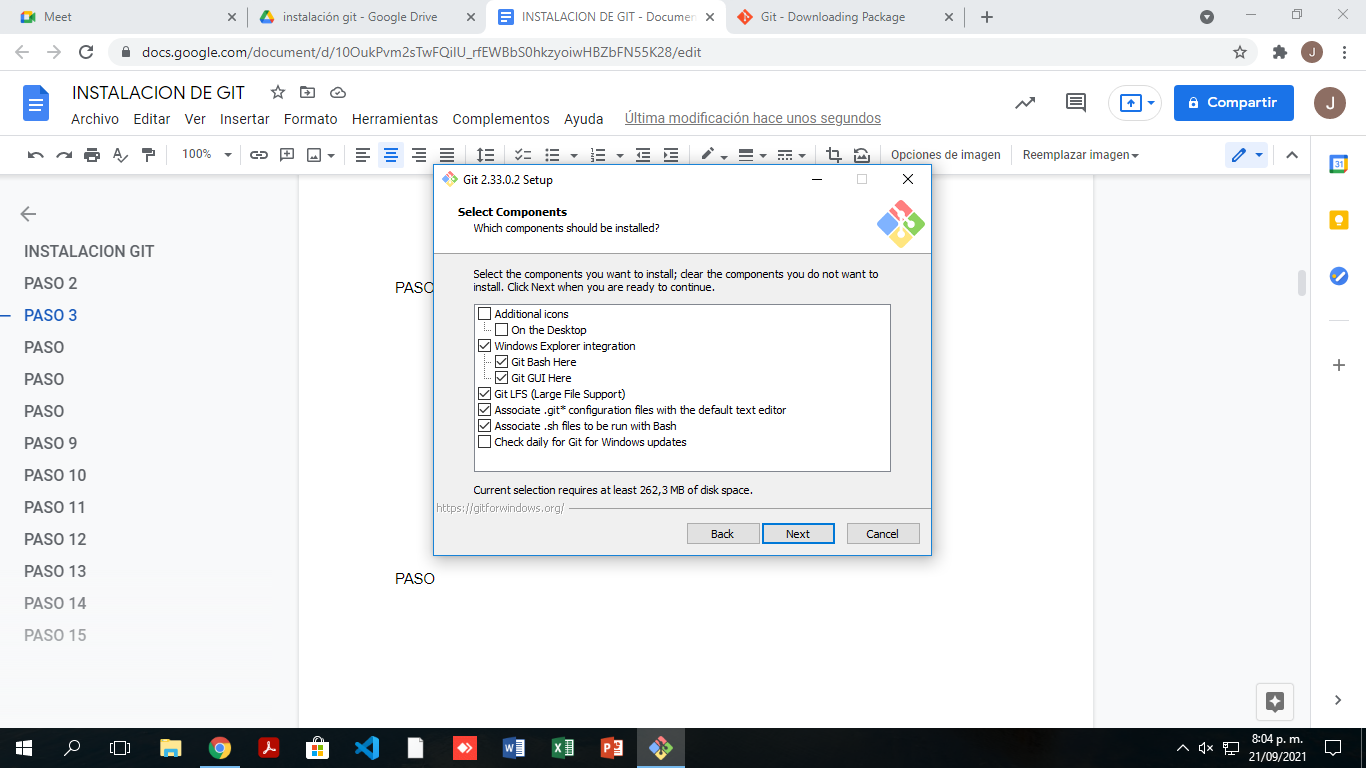 Meet
instalación git - Google Drive
INSTALACION DE GIT - Documen
Git - Downloading Package
docs.google.com/document/d/10OukPvm2sTwFQiIU_rfEWBbS0hkzyoiwHBZbFN55K28/edit
J
INSTALACION DE GIT
Archivo Editar Ver Insertar Formato Herramientas Complementos Ayuda Última modificación hace unos segundos
Compartir
J
100%
Opciones de imagen
Reemplazar imagen
31
INSTALACION GIT
PASO 2
PASO 3
PASO
PASO
PASO
PASO 9
PASO 10
PASO 11
PASO 12
PASO 13
PASO 14
PASO 15
PASO
PASO
Git 2.33.0.2 Setup
Select Components
Which components should be installed?
Select the components you want to install; clear the components you do not want to
install. Click Next when you are ready to continue.
Additional icons
On the Desktop
Windows Explorer integration
Git Bash Here
Git GUI Here
Git LFS (Large File Support)
Associate .git* configuration files with the default text editor
Associate .sh files to be run with Bash
Check daily for Git for Windows updates
Current selection requires at least 262,3 MB of disk space.
https://gitforwindows.org/
Back
Next
Cancel
8:04 p. m.
21/09/2021